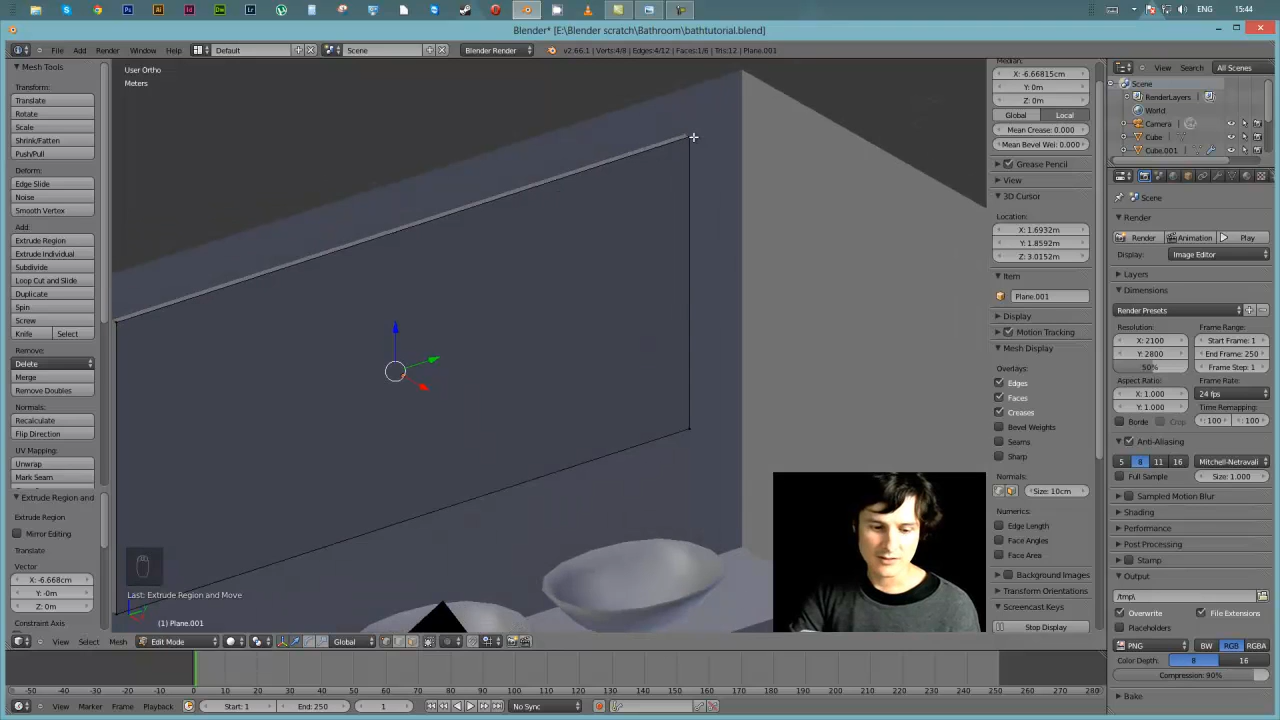 ENG 15:44
Blender* [E:\Blender scratch\Bathroom\bathtutorial.blend]
File Add Render Window Help Default Scene Blender Render v2.66.1 | Verts:4/8 | Edges:4/12 | Faces:1/6 | Tris:12 | Plane.001 View Search All Scenes
Mesh Tools
Transform:
Translate
Rotate
Scale
Shrink/Fatten
Push/Pull
Deform:
Edge Slide
Noise
Smooth Vertex
Add:
Extrude Region
Extrude Individual
Subdivide
Loop Cut and Slide
Duplicate
Spin
Screw
Knife Select
Remove:
Delete
Merge
Remove Doubles
Normals:
Recalculate
Flip Direction
UV Mapping:
Unwrap
Mark Seam
Extrude Region and
Extrude Region
Mirror Editing
Translate
Vector
X: -6.668cm
Y: -0m
Z: 0m
Constraint Axis
User Ortho
Meters
Last: Extrude Region and Move
(1) Plane.001
Median:
X: -6.66815m
Y: 0m
Z: 0m
Global Local
Mean Crease: 0.000
Mean Bevel Wei: 0.000
Grease Pencil
View
3D Cursor
Location:
X: 1.6932m
Y: 1.8592m
Z: 3.0152m
Item
Plane.001
Display
Motion Tracking
Mesh Display
Overlays:
Edges
Faces
Creases
Bevel Weights
Seams
Sharp
Normals:
Size: 10cm
Numerics:
Edge Length
Face Angles
Face Area
Background Images
Transform Orientations
Screencast Keys
Stop Display
Scene
RenderLayers
World
Camera
Cube
Cube.001
Scene
Render
Render Animation Play
Display: Image Editor
Layers
Dimensions
Render Presets
Resolution: Frame Range:
X: 2100 Start Frame: 1
Y: 2800 End Frame: 250
50% Frame Step: 1
Aspect Ratio: Frame Rate:
X: 1.000 24 fps
Y: 1.000 Time Remapping:
Borde Crop : 100 : 100
Anti-Aliasing
5 8 11 16 Mitchell-Netravali
Full Sample Size: 1.000
Sampled Motion Blur
Shading
Performance
Post Processing
Stamp
Output
/tmp\
Overwrite File Extensions
Placeholders
PNG BW RGB RGBA
Color Depth: 8 16
Compression: 90%
Bake
View Select Mesh Edit Mode Global
-50 -40 -30 -20 -10 0 10 20 30 40 50 60 70 80 90 100 110 120 130 140 150 160 170 180 190 200 210 220 230 240 250 260 270 280
View Marker Frame Playback Start: 1 End: 250 1 No Sync